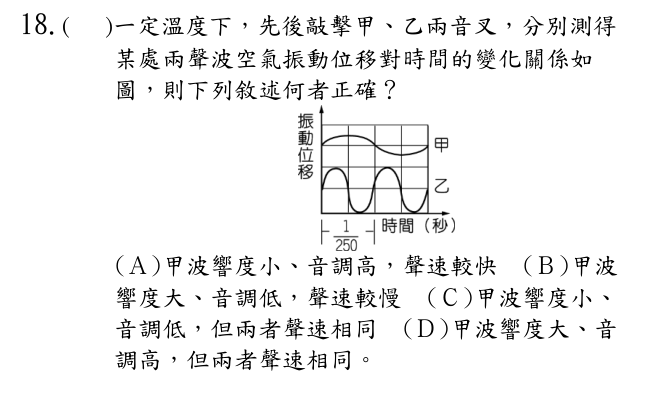 18.(　　)一定溫度下，先後敲擊甲、乙兩音叉，分別測得
某處兩聲波空氣振動位移對時間的變化關係如
圖，則下列敘述何者正確？
振動位移
甲
乙
時間（秒）
1/250
（A)甲波響度小、音調高，聲速較快　（B)甲波
響度大、音調低，聲速較慢　（C)甲波響度小、
音調低，但兩者聲速相同　（D)甲波響度大、音
調高，但兩者聲速相同。